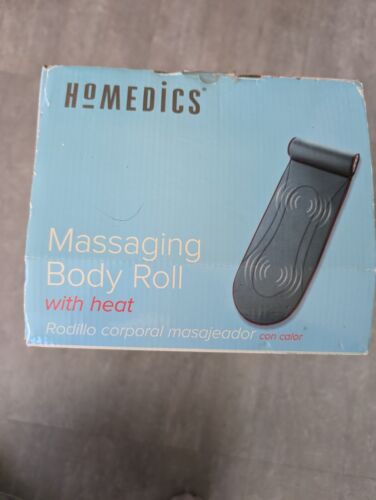 HOMEDICS
Massaging
Body Roll
with heat
Rodillo corporal masajeador con calor